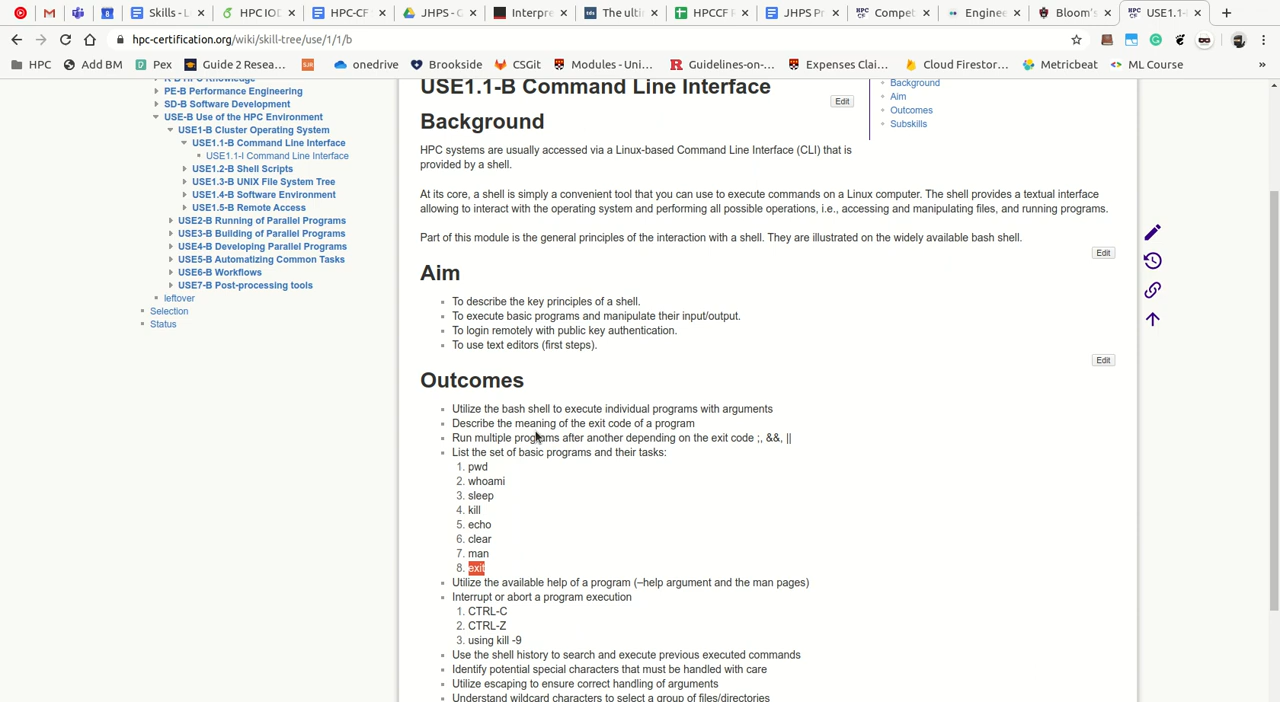 Skills - L
HPC IOD
HPC-CF
JHPS - G
Interpre
The ulti
HPCCF R
JHPS Pr
Compet
Enginee
Bloom's
USE1.1-
hpc-certification.org/wiki/skill-tree/use/1/1/b
HPC
Add BM
Pex
Guide 2 Resea...
SJR
onedrive
Brookside
CSGit
Modules - Uni...
Guidelines-on-...
Expenses Clai...
Cloud Firestor...
Metricbeat
ML Course
»
PE-B Performance Engineering
SD-B Software Development
USE-B Use of the HPC Environment
USE1-B Cluster Operating System
USE1.1-B Command Line Interface
USE1.1-I Command Line Interface
USE1.2-B Shell Scripts
USE1.3-B UNIX File System Tree
USE1.4-B Software Environment
USE1.5-B Remote Access
USE2-B Running of Parallel Programs
USE3-B Building of Parallel Programs
USE4-B Developing Parallel Programs
USE5-B Automatizing Common Tasks
USE6-B Workflows
USE7-B Post-processing tools
leftover
Selection
Status
USE1.1-B Command Line Interface
Edit
Background
HPC systems are usually accessed via a Linux-based Command Line Interface (CLI) that is
provided by a shell.
At its core, a shell is simply a convenient tool that you can use to execute commands on a Linux computer. The shell provides a textual interface
allowing to interact with the operating system and performing all possible operations, i.e., accessing and manipulating files, and running programs.
Part of this module is the general principles of the interaction with a shell. They are illustrated on the widely available bash shell.
Edit
Aim
To describe the key principles of a shell.
To execute basic programs and manipulate their input/output.
To login remotely with public key authentication.
To use text editors (first steps).
Edit
Outcomes
Utilize the bash shell to execute individual programs with arguments
Describe the meaning of the exit code of a program
Run multiple programs after another depending on the exit code ;, &&, ||
List the set of basic programs and their tasks:
1. pwd
2. whoami
3. sleep
4. kill
5. echo
6. clear
7. man
8. exit
Utilize the available help of a program (–help argument and the man pages)
Interrupt or abort a program execution
1. CTRL-C
2. CTRL-Z
3. using kill -9
Use the shell history to search and execute previous executed commands
Identify potential special characters that must be handled with care
Utilize escaping to ensure correct handling of arguments
Understand wildcard characters to select a group of files/directories
Background
Aim
Outcomes
Subskills